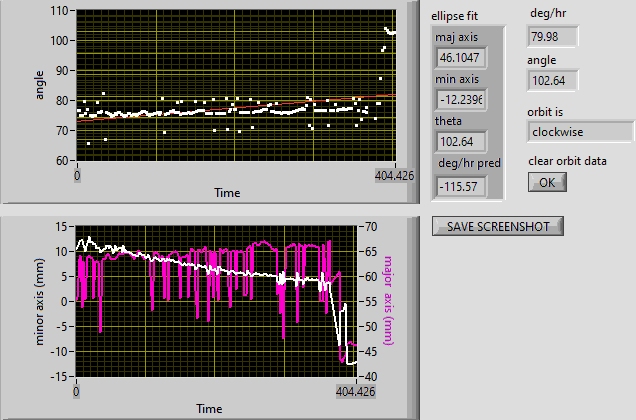 110
100
90
80
70
60
angle
0
404.426
Time
ellipse fit
maj axis
46.1047
min axis
-12.2396
theta
102.64
deg/hr pred
-115.57
deg/hr
79.98
angle
102.64
orbit is
clockwise
clear orbit data
OK
SAVE SCREENSHOT
15
10
5
0
-5
-10
-15
minor axis (mm)
70
65
60
55
50
45
40
major axis (mm)
0
404.426
Time